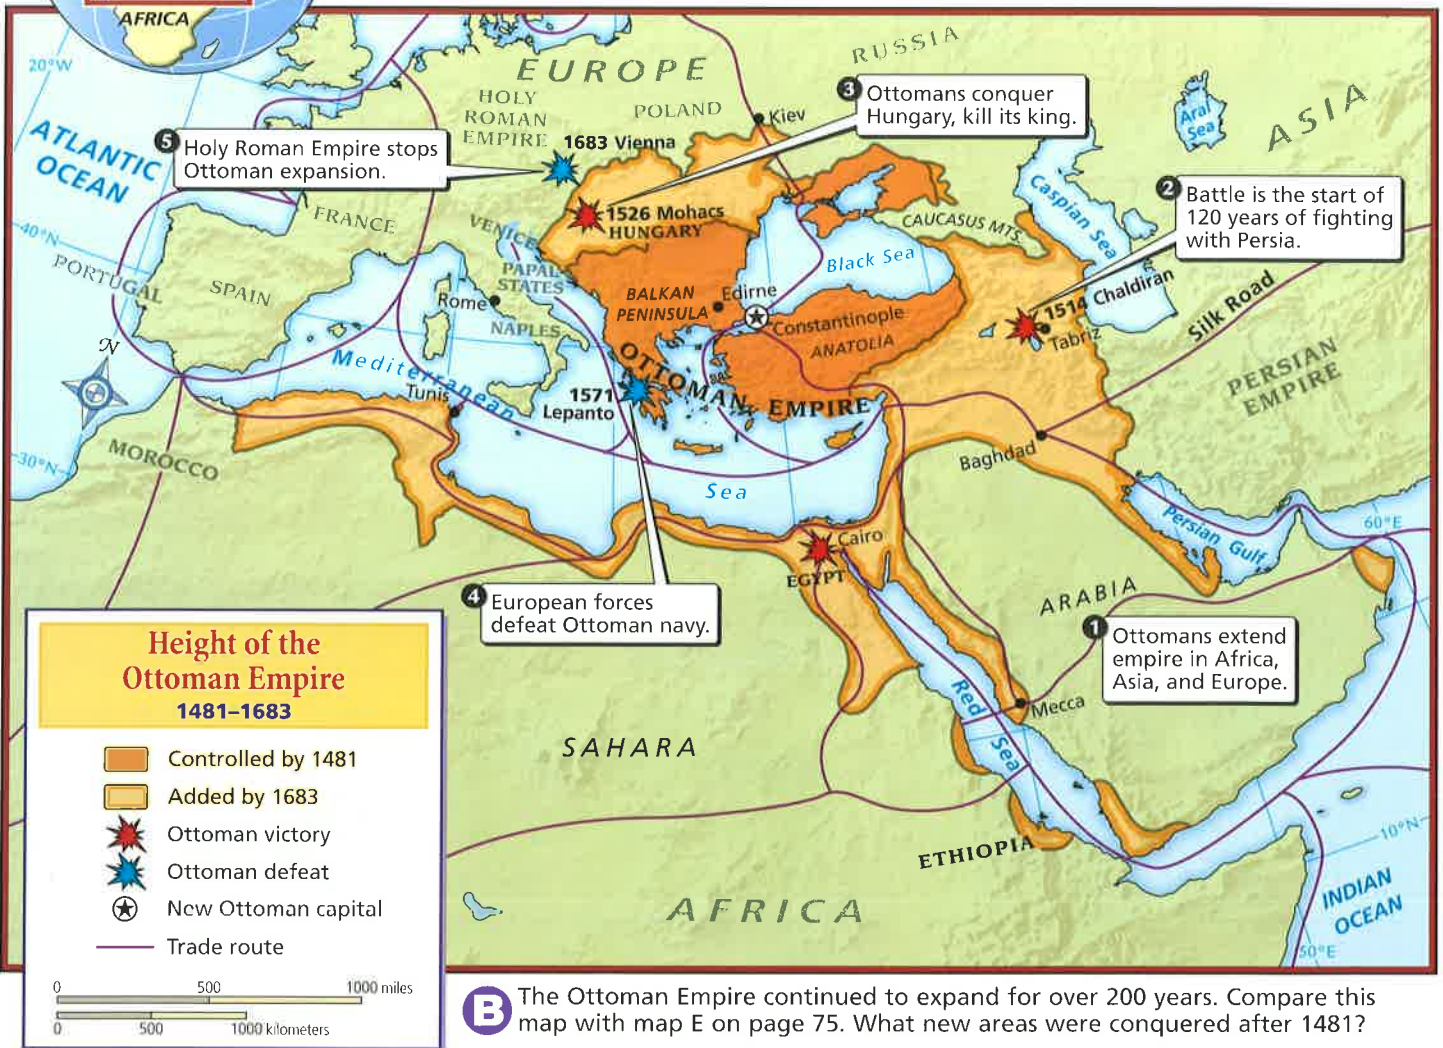 AFRICA
20°W
EUROPE
RUSSIA
ASIA
HOLY
ROMAN
EMPIRE
POLAND
Kiev
3 Ottomans conquer
Hungary, kill its king.
Aral
Sea
ATLANTIC
OCEAN
5 Holy Roman Empire stops
Ottoman expansion.
1683 Vienna
2 Battle is the start of
120 years of fighting
with Persia.
Caspian Sea
CAUCASUS MTS.
1526 Mohacs
HUNGARY
FRANCE
VENICE
40°N
PORTUGAL
SPAIN
PAPAL
STATES
Rome
NAPLES
Black Sea
BALKAN
PENINSULA
Edirne
Constantinople
ANATOLIA
1514 Chaldiran
Tabriz
Silk Road
PERSIAN
EMPIRE
N
Mediterranean
Sea
Tunis
OTTOMAN EMPIRE
1571
Lepanto
MOROCCO
30°N
Baghdad
Persian Gulf
60°E
Cairo
EGYPT
ARABIA
4 European forces
defeat Ottoman navy.
1 Ottomans extend
empire in Africa,
Asia, and Europe.
Red
Sea
Mecca
SAHARA
ETHIOPIA
AFRICA
10°N
INDIAN
OCEAN
50°E
Height of the
Ottoman Empire
1481–1683
Controlled by 1481
Added by 1683
Ottoman victory
Ottoman defeat
New Ottoman capital
Trade route
0 500 1000 miles
0 500 1000 kilometers
B The Ottoman Empire continued to expand for over 200 years. Compare this
map with map E on page 75. What new areas were conquered after 1481?